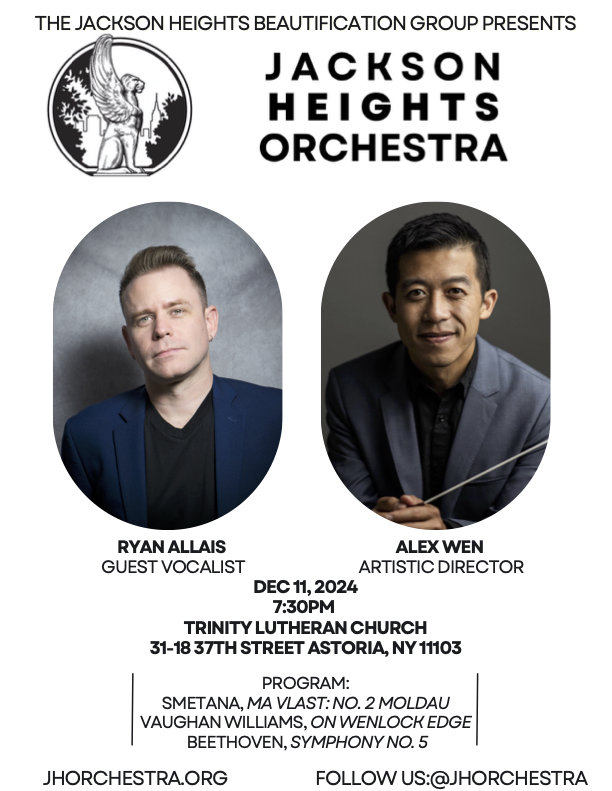 THE JACKSON HEIGHTS BEAUTIFICATION GROUP PRESENTS
JACKSON
HEIGHTS
ORCHESTRA
RYAN ALLAIS
GUEST VOCALIST
ALEX WEN
ARTISTIC DIRECTOR
DEC 11, 2024
7:30PM
TRINITY LUTHERAN CHURCH
31-18 37TH STREET ASTORIA, NY 11103
PROGRAM:
SMETANA, MA VLAST: NO. 2 MOLDAU
VAUGHAN WILLIAMS, ON WENLOCK EDGE
BEETHOVEN, SYMPHONY NO. 5
JHORCHESTRA.ORG
FOLLOW US:@JHORCHESTRA